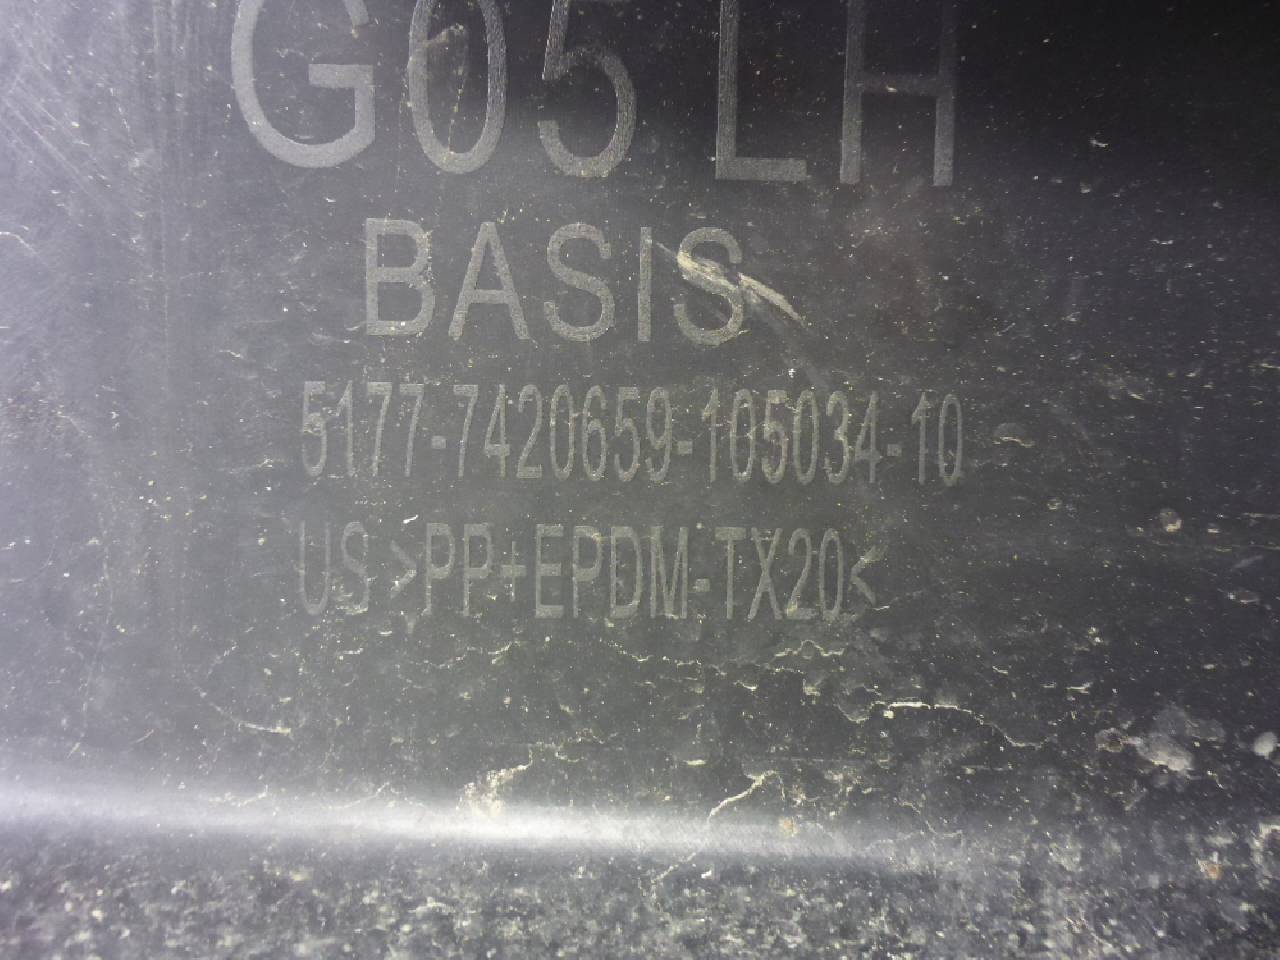 G05 LH
BASIS
5177-7420659-105034-10
US >PP+EPDM-TX20<